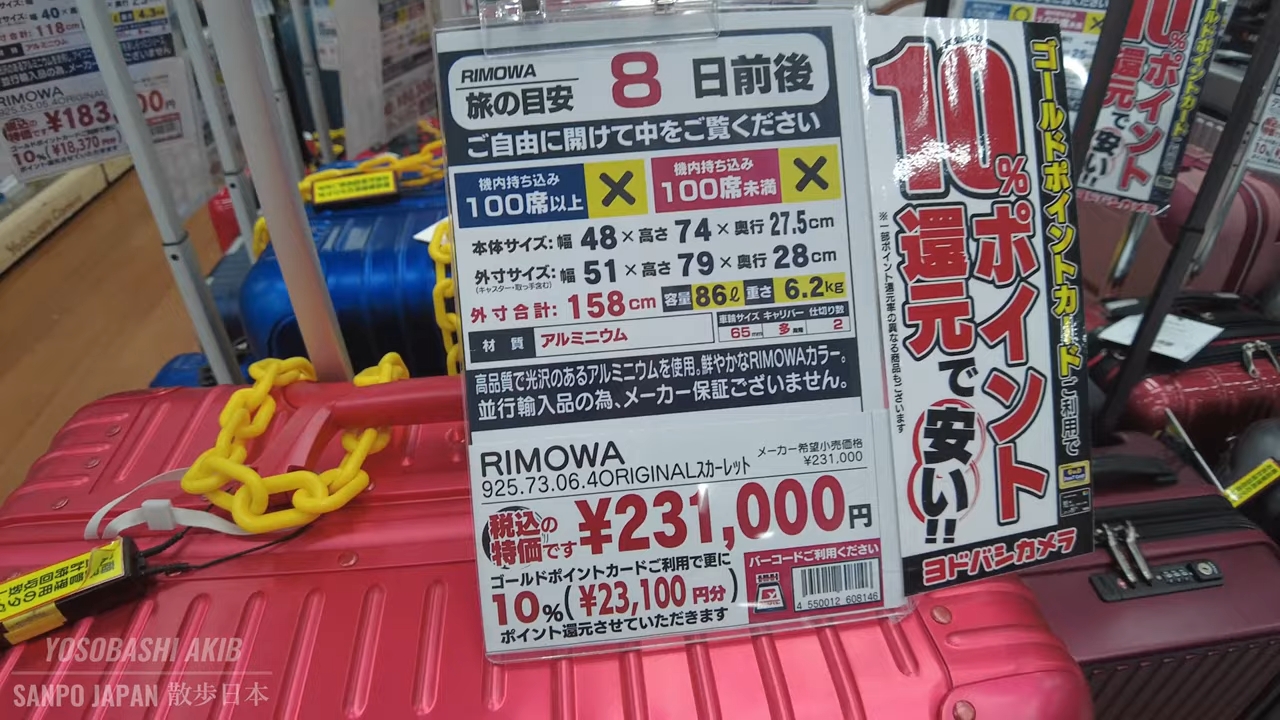 RIMOWA
旅の目安 8 日前後
ご自由に開けて中をご覧ください
機内持ち込み 100席以上 ×
機内持ち込み 100席未満 ×
本体サイズ: 幅 48 × 高さ 74 × 奥行 27.5cm
外寸サイズ: 幅 51 × 高さ 79 × 奥行 28cm
(キャスター・取っ手含む)
外寸合計: 158cm 容量 86ℓ 重さ 6.2kg
材質 アルミニウム
車輪サイズ キャリバー 仕切り数
65mm 多 2
高品質で光沢のあるアルミニウムを使用。鮮やかなRIMOWAカラー。
並行輸入品の為、メーカー保証ございません。
RIMOWA
メーカー希望小売価格
¥231,000
925.73.06.4ORIGINALスカーレット
税込の特価です ¥231,000円
ゴールドポイントカードご利用で更に
10%(¥23,100円分)
ポイント還元させていただきます
バーコードご利用ください
4 550012 608146
ゴールドポイントカードご利用で
10%ポイント
還元で安い!!
※一部ポイント還元率の異なる商品もございます
ヨドバシカメラ
外寸合計: 118cm
アルミニウム
RIMOWA
¥183,
10% ¥18,370円分
10%ポイント
還元で安い!!
YOSOBASHI AKIB
SANPO JAPAN 散歩日本